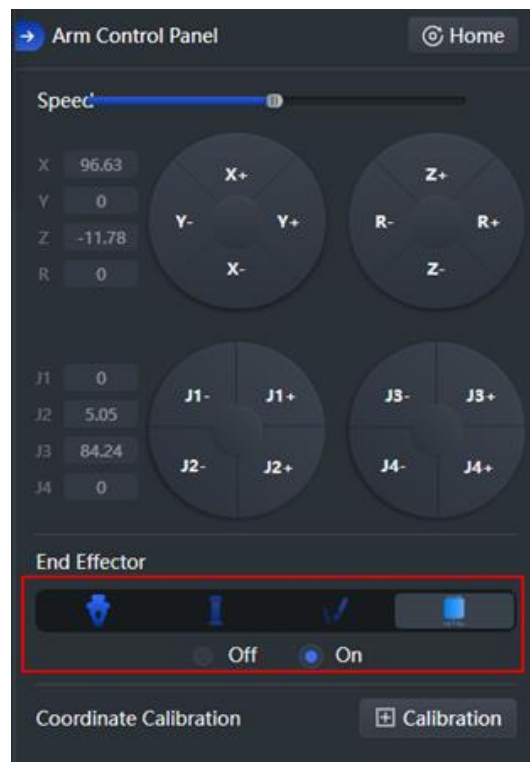 Arm Control Panel
Home
Speed
X 96.63
Y 0
Z -11.78
R 0
X+
Y-
Y+
X-
Z+
R-
R+
Z-
J1 0
J2 5.05
J3 84.24
J4 0
J1-
J1+
J2-
J2+
J3-
J3+
J4-
J4+
End Effector
Off
On
Coordinate Calibration
Calibration